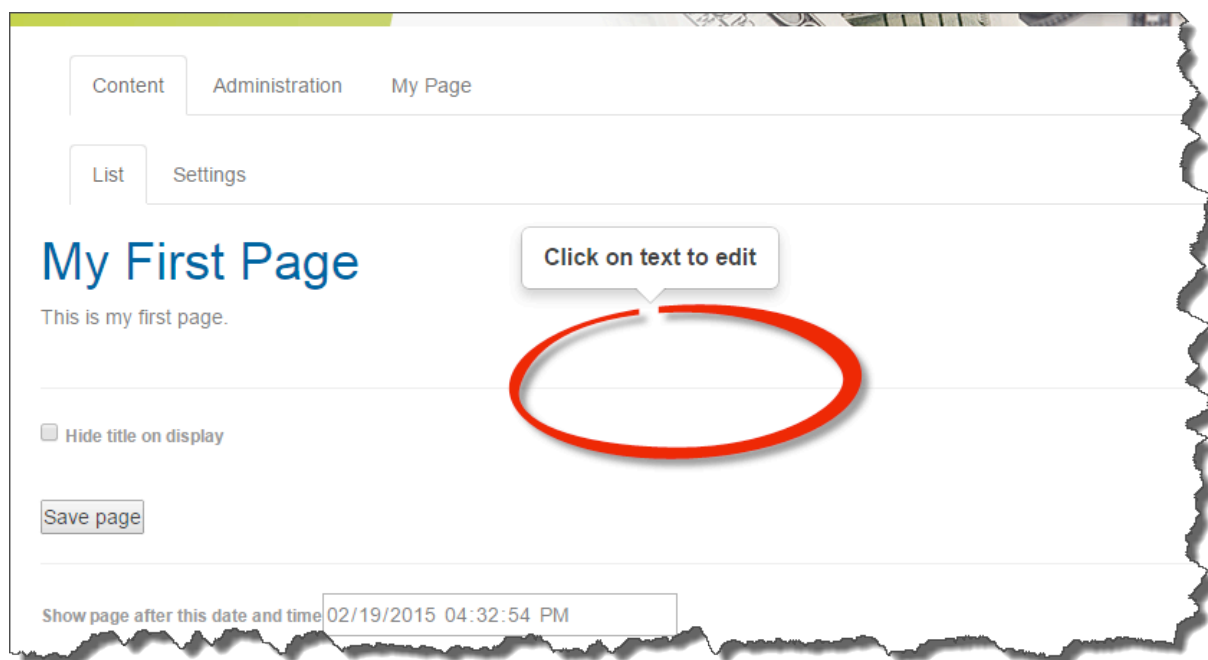 Content Administration My Page
List Settings
My First Page
Click on text to edit
This is my first page.
Hide title on display
Save page
Show page after this date and time 02/19/2015 04:32:54 PM